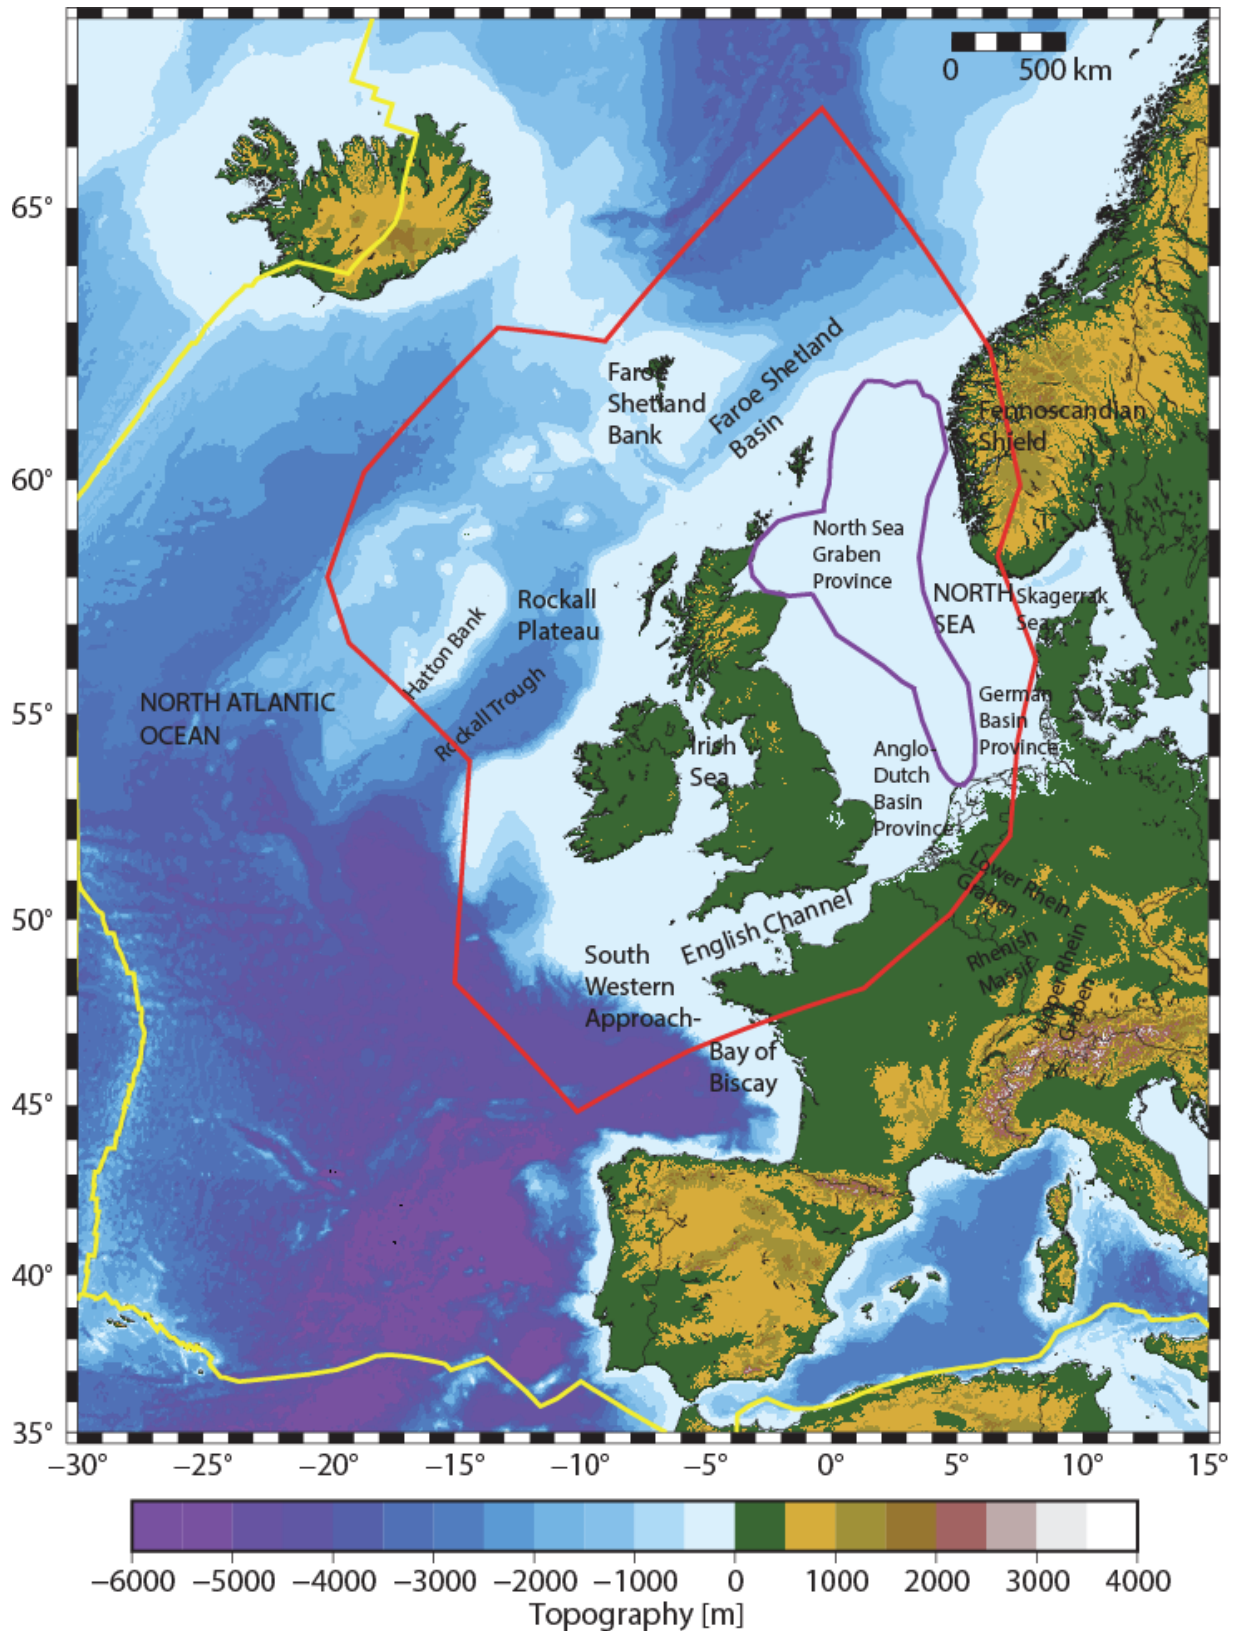 0 500 km
65°
Faroe
Shetland
Bank
Faroe Shetland
Basin
Fennoscandian
Shield
60°
North Sea
Graben
Province
NORTH
SEA
Skagerrak
Sea
Rockall
Plateau
Hatton Bank
Rockall Trough
NORTH ATLANTIC
OCEAN
55°
Irish
Sea
German
Basin
Province
Anglo-
Dutch
Basin
Province
Lower Rhein
Graben
50°
English Channel
South
Western
Approach-
Rhenish
Massif
Upper Rhein
Graben
Bay of
Biscay
45°
40°
35°
−30° −25° −20° −15° −10° −5° 0° 5° 10° 15°
−6000 −5000 −4000 −3000 −2000 −1000 0 1000 2000 3000 4000
Topography [m]